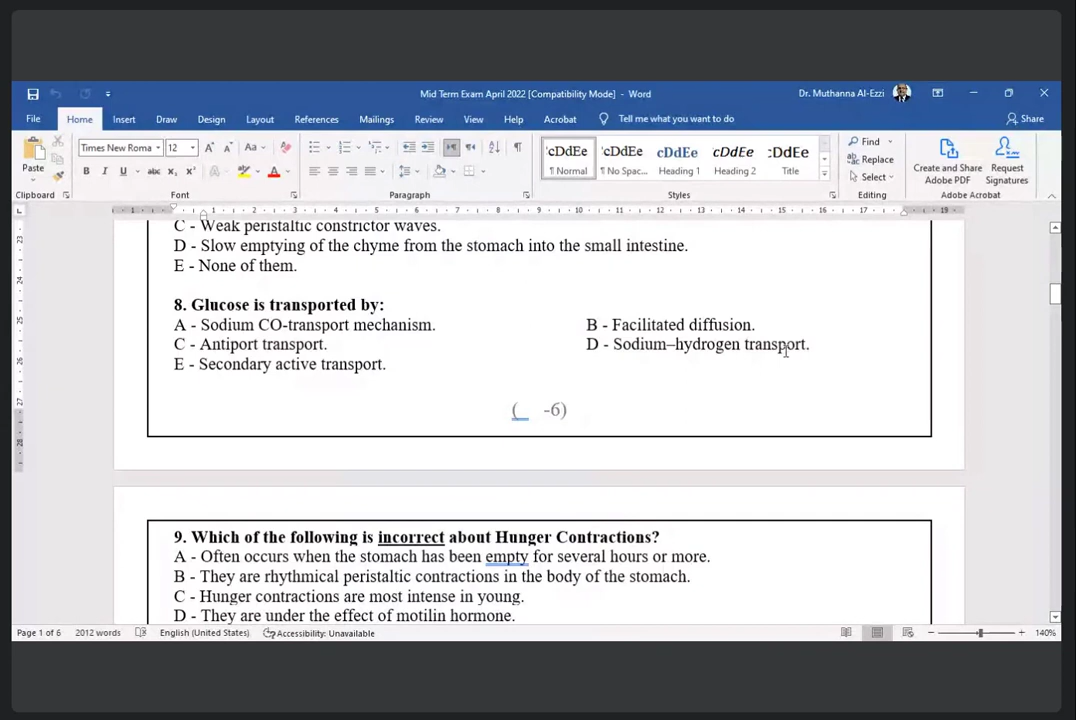 Mid Term Exam April 2022 [Compatibility Mode] - Word
Dr. Muthanna Al-Ezzi
File Home Insert Draw Design Layout References Mailings Review View Help Acrobat Tell me what you want to do Share
Paste
Clipboard
Times New Roma 12
Font
Paragraph
¶ Normal ¶ No Spac... Heading 1 Heading 2 Title
Styles
Find
Replace
Select
Editing
Create and Share Adobe PDF
Request Signatures
Adobe Acrobat
C - Weak peristaltic constrictor waves.
D - Slow emptying of the chyme from the stomach into the small intestine.
E - None of them.
8. Glucose is transported by:
A - Sodium CO-transport mechanism. B - Facilitated diffusion.
C - Antiport transport. D - Sodium–hydrogen transport.
E - Secondary active transport.
( -6)
9. Which of the following is incorrect about Hunger Contractions?
A - Often occurs when the stomach has been empty for several hours or more.
B - They are rhythmical peristaltic contractions in the body of the stomach.
C - Hunger contractions are most intense in young.
D - They are under the effect of motilin hormone.
Page 1 of 6 2012 words English (United States) Accessibility: Unavailable 140%